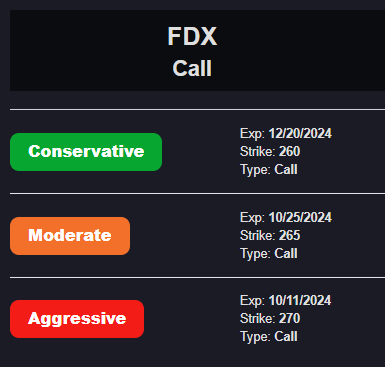 FDX
Call
Conservative
Exp: 12/20/2024
Strike: 260
Type: Call
Moderate
Exp: 10/25/2024
Strike: 265
Type: Call
Aggressive
Exp: 10/11/2024
Strike: 270
Type: Call